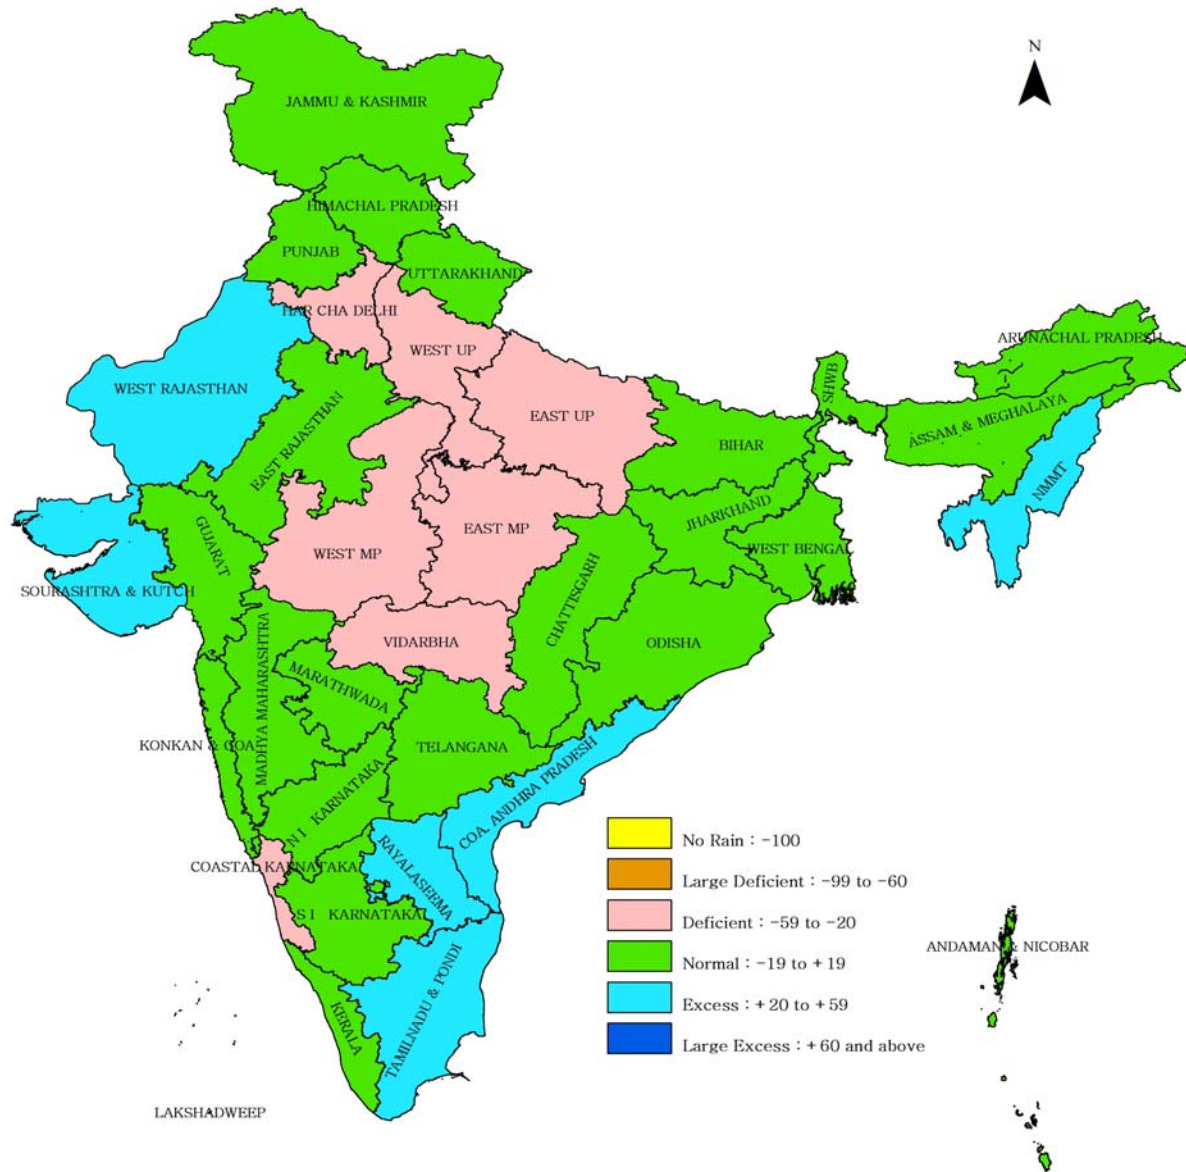 N
JAMMU & KASHMIR
HIMACHAL PRADESH
PUNJAB
UTTARAKHAND
HAR CHA DELHI
WEST UP
ARUNACHAL PRADESH
WEST RAJASTHAN
EAST RAJASTHAN
EAST UP
SHWB
ASSAM & MEGHALAYA
BIHAR
NMMT
JHARKHAND
GUJARAT
WEST MP
EAST MP
WEST BENGAL
SOURASHTRA & KUTCH
CHATTISGARH
VIDARBHA
ODISHA
MADHYA MAHARASHTRA
MARATHWADA
KONKAN & GOA
TELANGANA
COA. ANDHRA PRADESH
N I KARNATAKA
COASTAL KARNATAKA
RAYALASEEMA
S I KARNATAKA
TAMILNADU & PONDI
KERALA
LAKSHADWEEP
ANDAMAN & NICOBAR
No Rain : -100
Large Deficient : -99 to -60
Deficient : -59 to -20
Normal : -19 to +19
Excess : +20 to +59
Large Excess : +60 and above